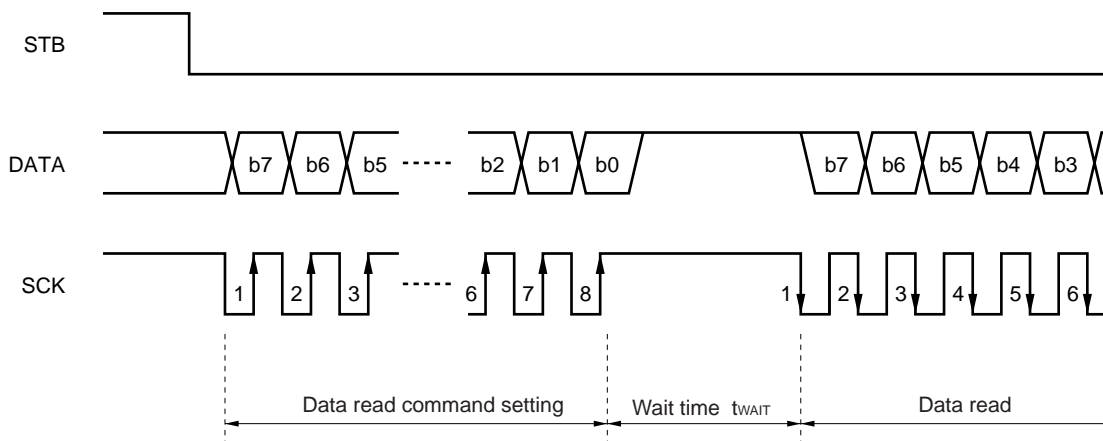 STB
DATA b7 b6 b5 b2 b1 b0 b7 b6 b5 b4 b3
SCK 1 2 3 6 7 8 1 2 3 4 5 6
Data read command setting Wait time tWAIT Data read